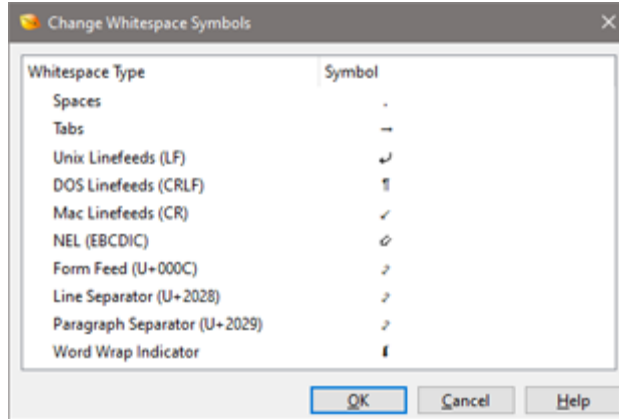 Change Whitespace Symbols
Whitespace Type Symbol
Spaces .
Tabs →
Unix Linefeeds (LF)
DOS Linefeeds (CRLF) ¶
Mac Linefeeds (CR)
NEL (EBCDIC)
Form Feed (U+000C)
Line Separator (U+2028)
Paragraph Separator (U+2029)
Word Wrap Indicator
OK Cancel Help